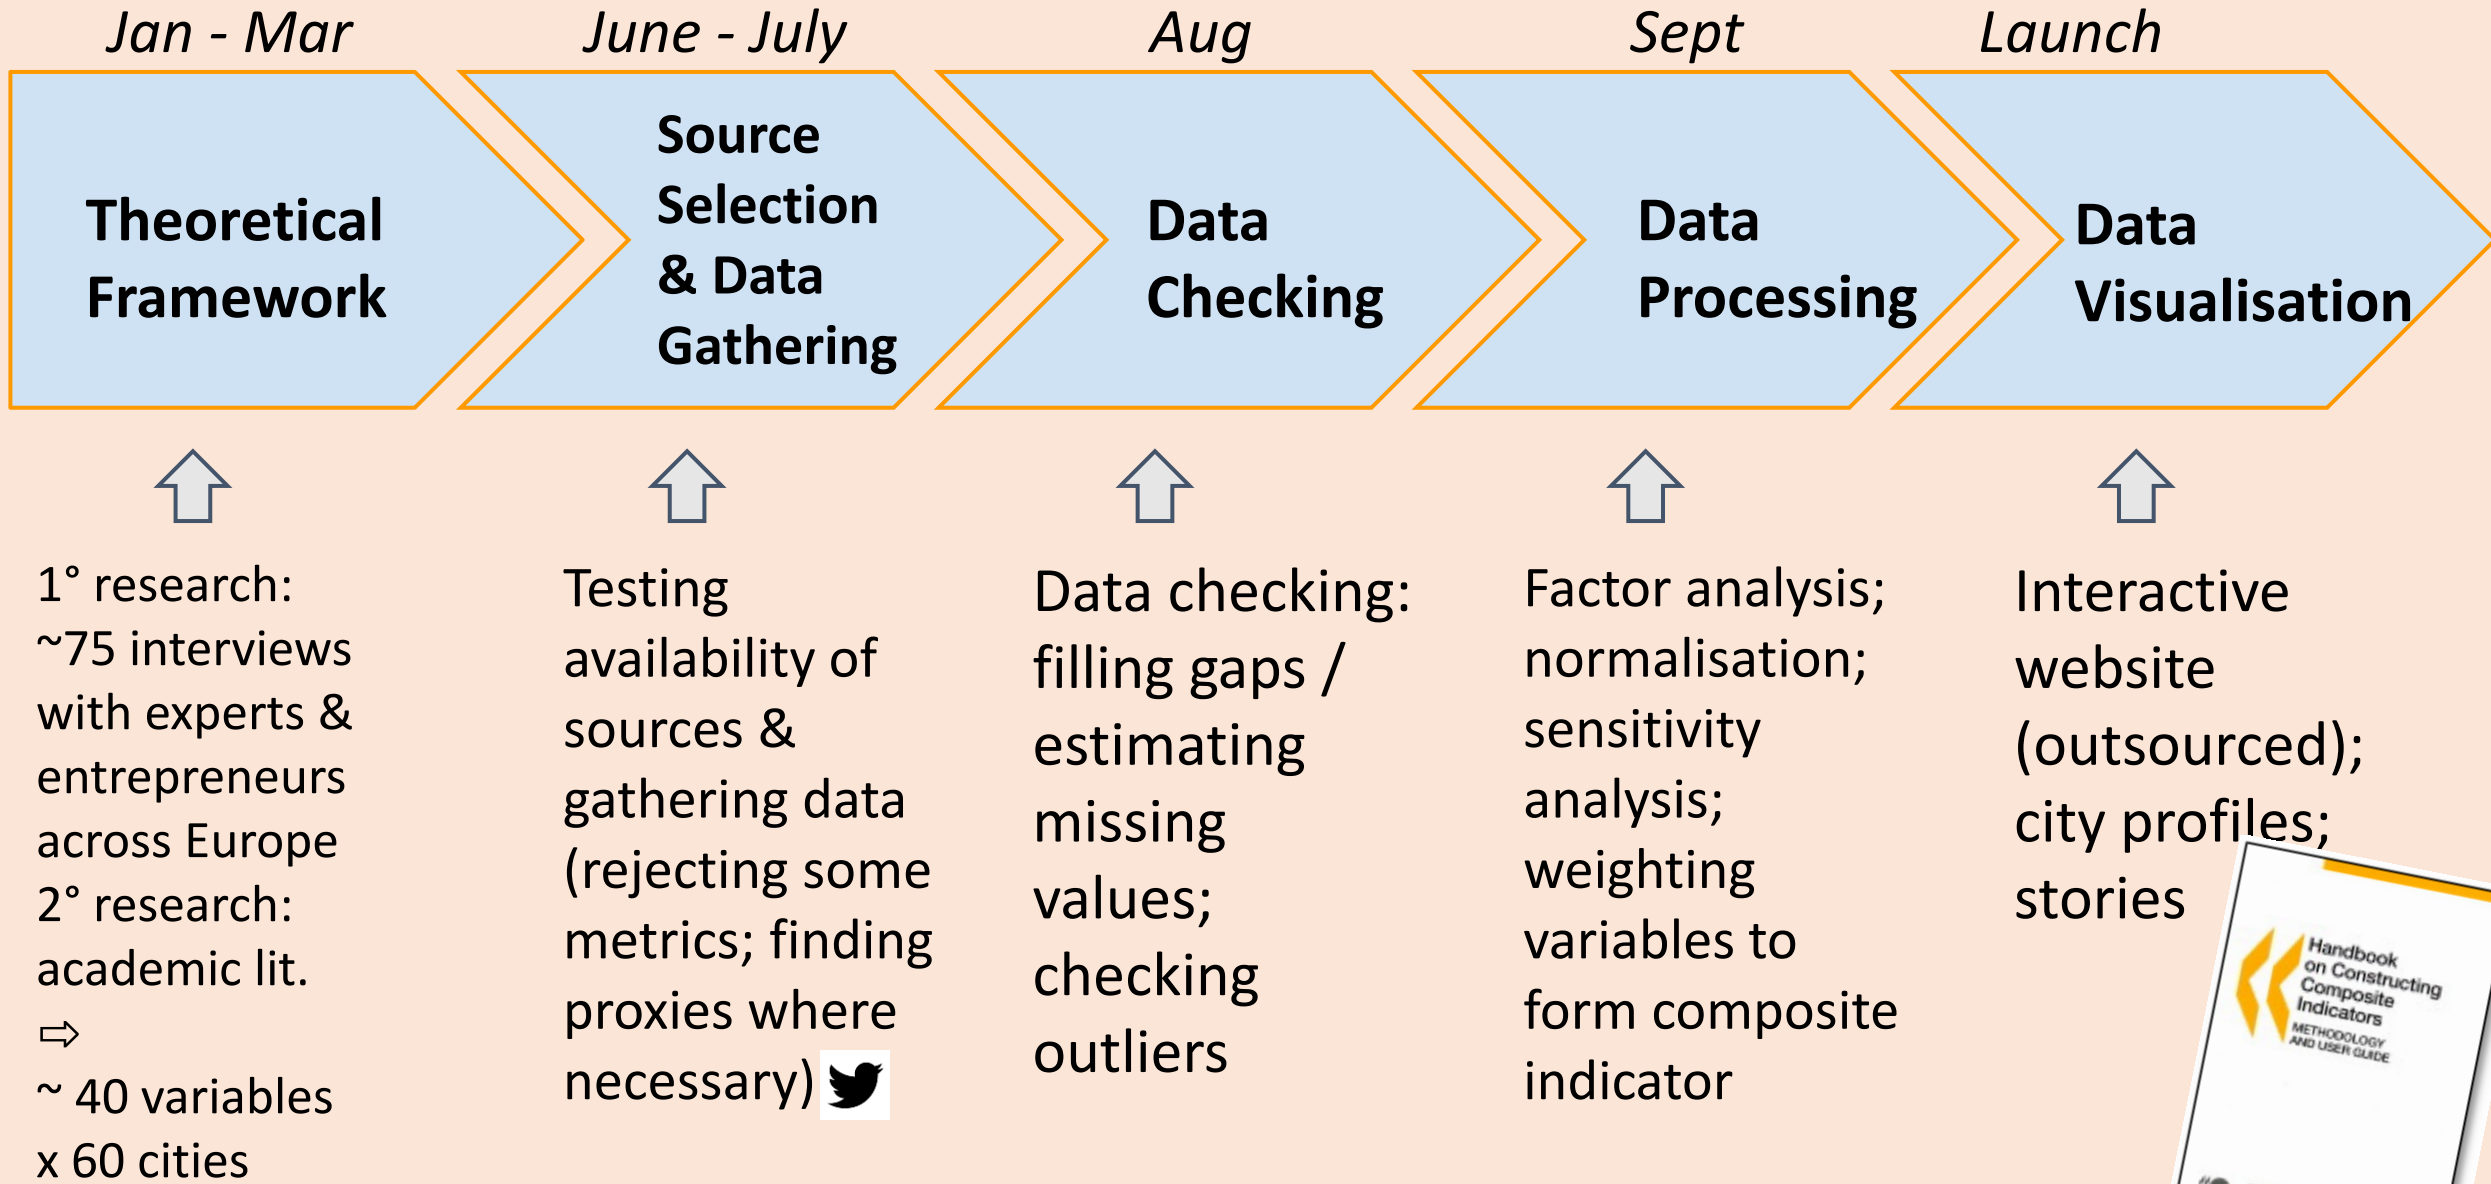 Jan - Mar
June - July
Aug
Sept
Launch
Theoretical
Framework
Source
Selection
& Data
Gathering
Data
Checking
Data
Processing
Data
Visualisation
1° research:
~75 interviews
with experts &
entrepreneurs
across Europe
2° research:
academic lit.
⇨
~ 40 variables
x 60 cities
Testing
availability of
sources &
gathering data
(rejecting some
metrics; finding
proxies where
necessary)
Data checking:
filling gaps /
estimating
missing
values;
checking
outliers
Factor analysis;
normalisation;
sensitivity
analysis;
weighting
variables to
form composite
indicator
Interactive
website
(outsourced);
city profiles;
stories
Handbook
on Constructing
Composite
Indicators
METHODOLOGY
AND USER GUIDE